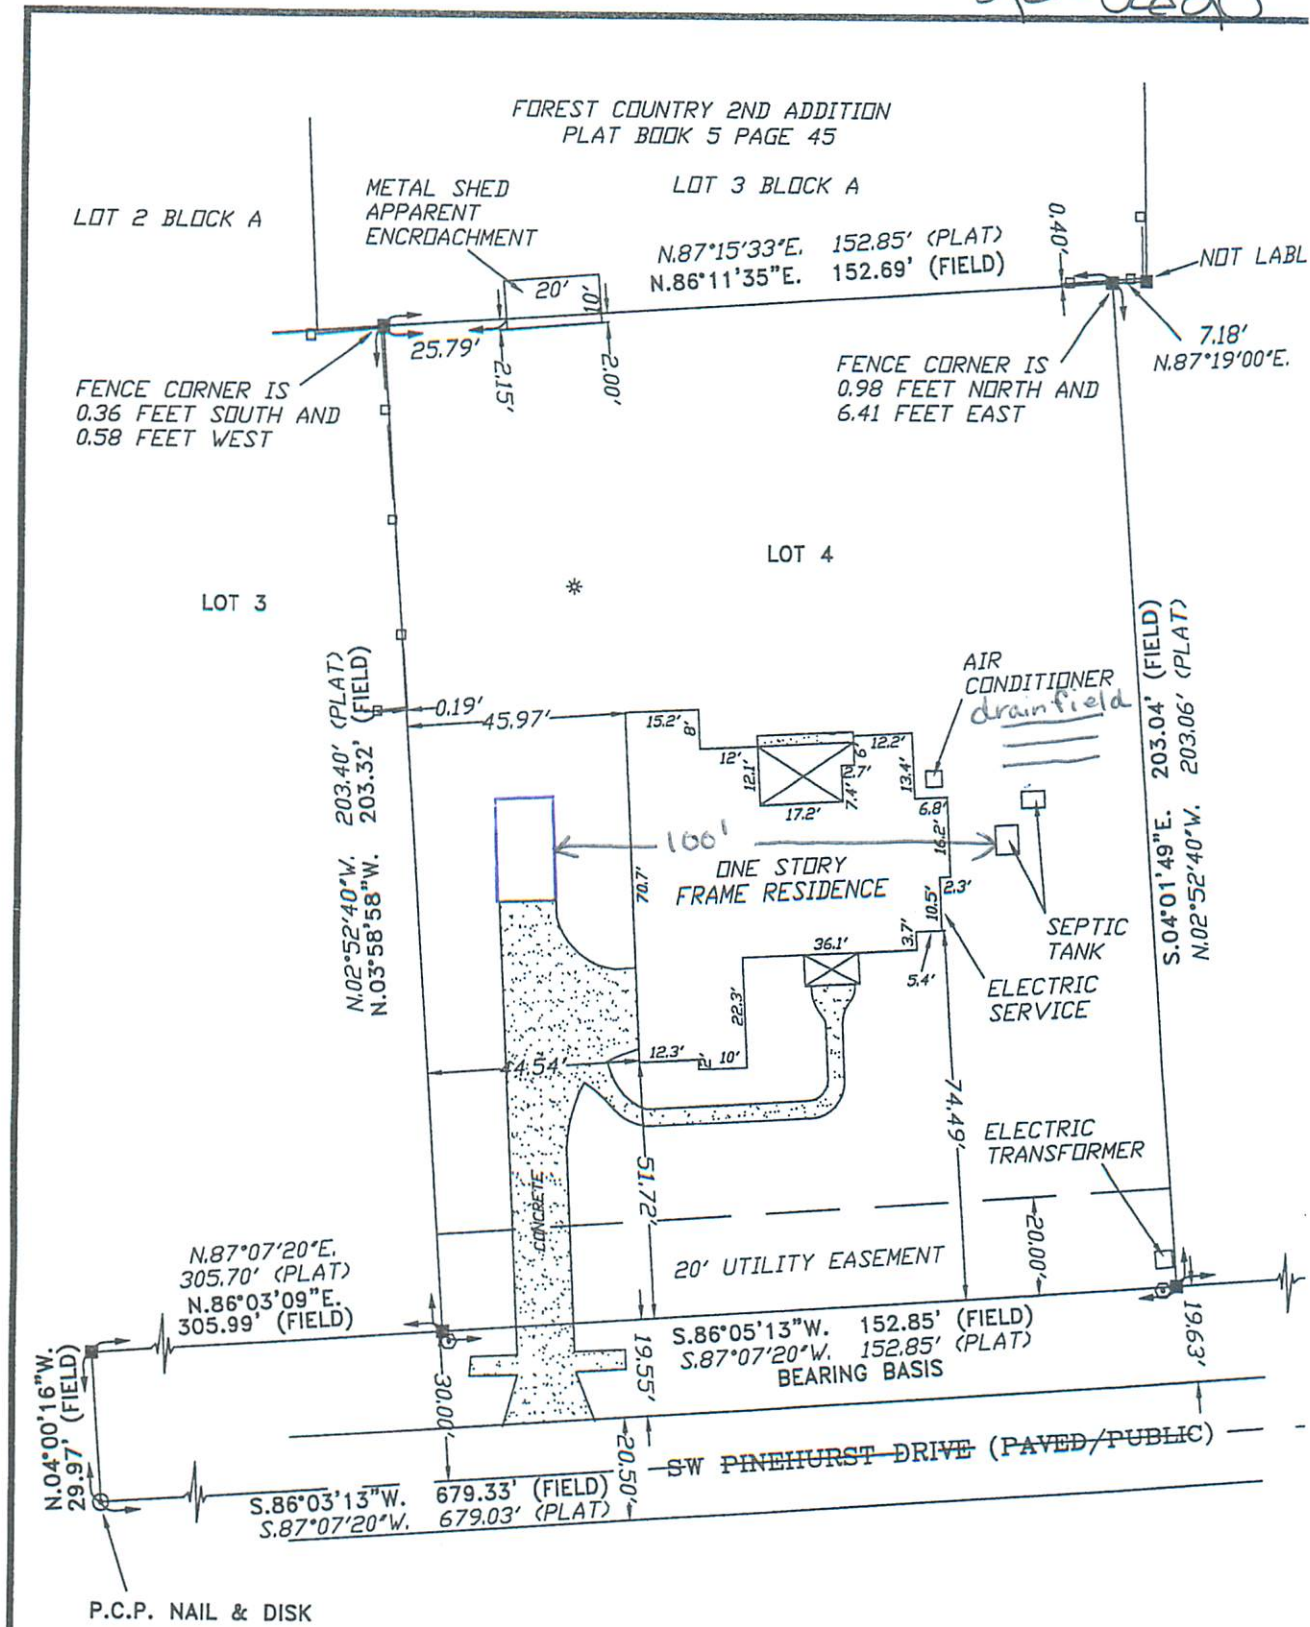 FOREST COUNTRY 2ND ADDITION
PLAT BOOK 5 PAGE 45
LOT 3 BLOCK A
METAL SHED
APPARENT
ENCROACHMENT
LOT 2 BLOCK A
N.87°15'33"E. 152.85' (PLAT)
N.86°11'35"E. 152.69' (FIELD)
0.40'
NOT LABL
20'
10'
25.79'
2.15'
2.00'
7.18'
N.87°19'00"E.
FENCE CORNER IS
0.36 FEET SOUTH AND
0.58 FEET WEST
FENCE CORNER IS
0.98 FEET NORTH AND
6.41 FEET EAST
LOT 4
LOT 3
N.02°52'40"W. 203.40' (PLAT)
N.03°58'58"W. 203.32' (FIELD)
S.04°01'49"E. 203.04' (FIELD)
N.02°52'40"W. 203.06' (PLAT)
AIR
CONDITIONER
drainfield
0.19'
45.97'
15.2'
8'
12'
12.1'
17.2'
7.4'
2.7'
6'
12.2'
13.4'
6.8'
16.2'
100'
ONE STORY
FRAME RESIDENCE
70.7'
2.3'
10.5'
3.7'
5.4'
36.1'
22.3'
SEPTIC
TANK
ELECTRIC
SERVICE
44.54'
12.3'
2'
10'
74.49'
51.72'
CONCRETE
ELECTRIC
TRANSFORMER
20.00'
20' UTILITY EASEMENT
N.87°07'20"E.
305.70' (PLAT)
N.86°03'09"E.
305.99' (FIELD)
S.86°05'13"W. 152.85' (FIELD)
S.87°07'20"W. 152.85' (PLAT)
BEARING BASIS
19.63'
19.55'
30.00'
20.50'
N.04°00'16"W.
29.97' (FIELD)
SW PINEHURST DRIVE (PAVED/PUBLIC)
S.86°03'13"W. 679.33' (FIELD)
S.87°07'20"W. 679.03' (PLAT)
P.C.P. NAIL & DISK